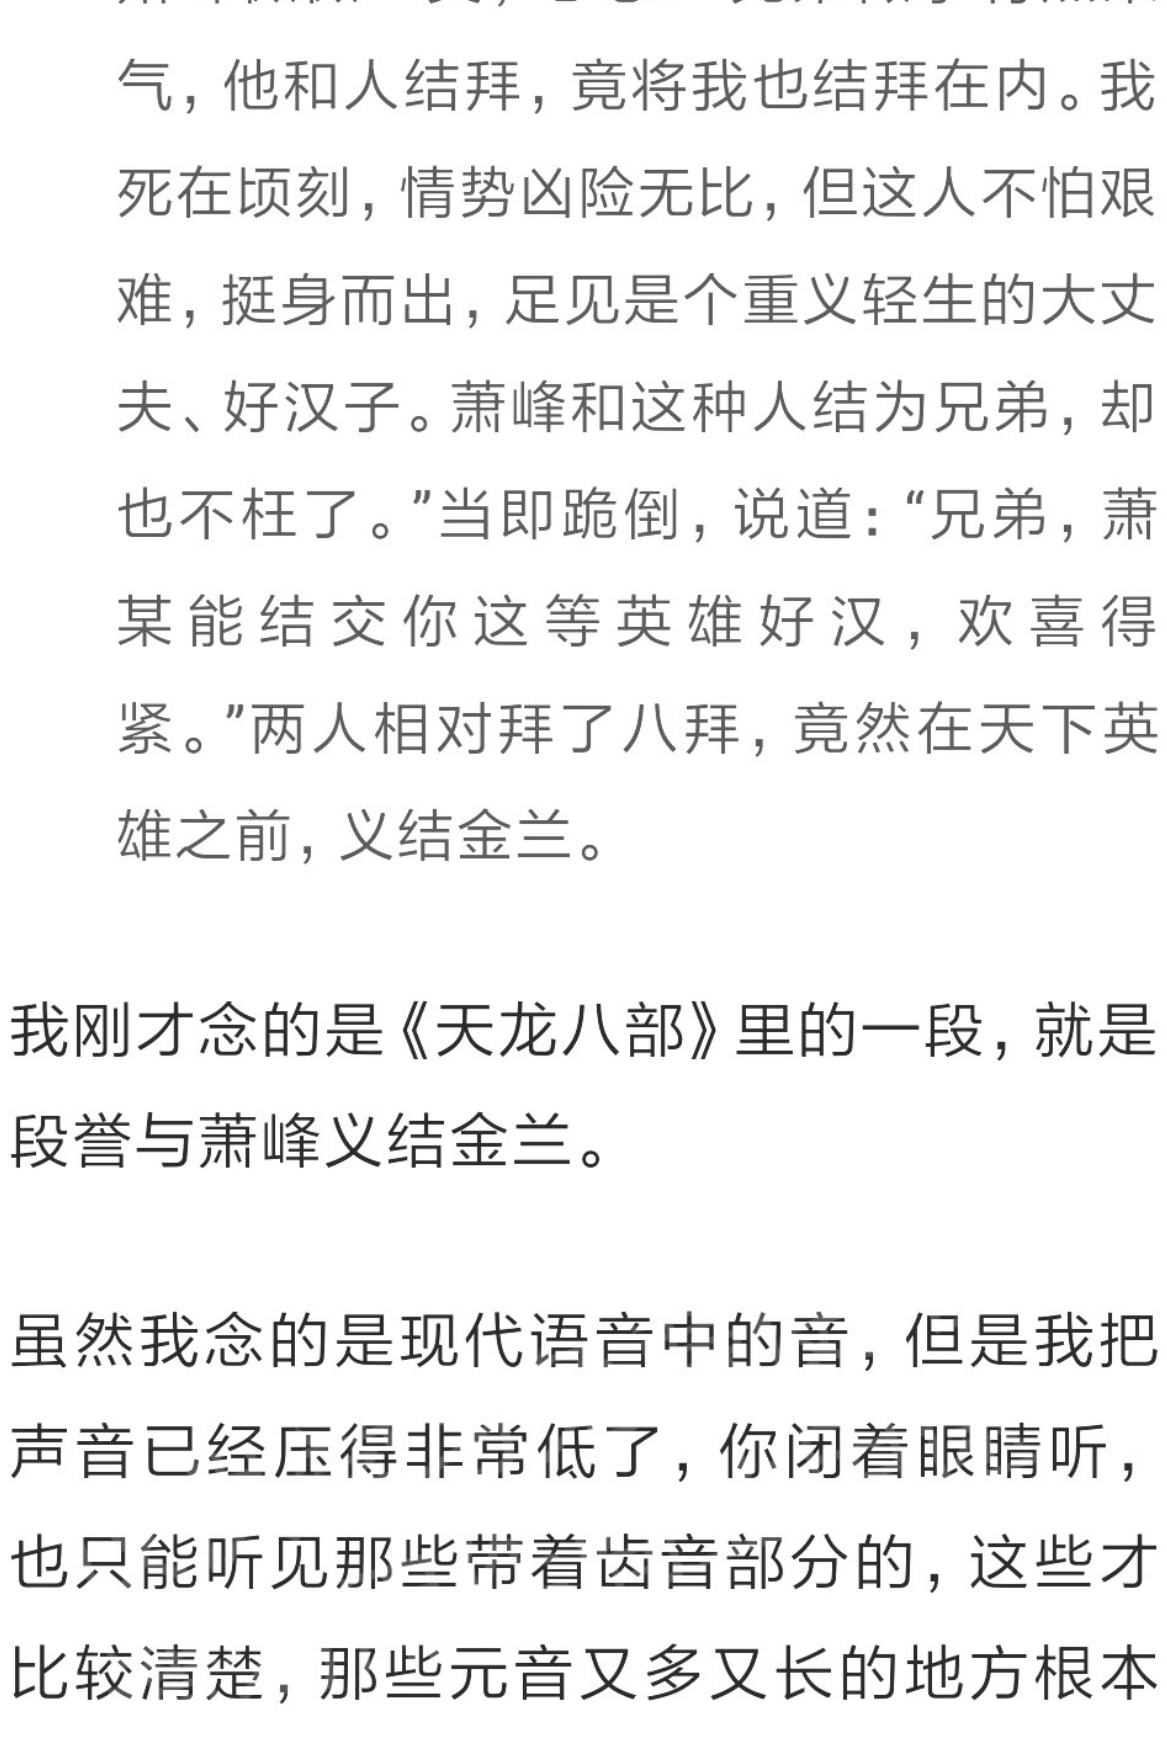 气，他和人结拜，竟将我也结拜在内。我
死在顷刻，情势凶险无比，但这人不怕艰
难，挺身而出，足见是个重义轻生的大丈
夫、好汉子。萧峰和这种人结为兄弟，却
也不枉了。”当即跪倒，说道：“兄弟，萧
某能结交你这等英雄好汉，欢喜得
紧。”两人相对拜了八拜，竟然在天下英
雄之前，义结金兰。
我刚才念的是《天龙八部》里的一段，就是
段誉与萧峰义结金兰。
虽然我念的是现代语音中的音，但是我把
声音已经压得非常低了，你闭着眼睛听，
也只能听见那些带着齿音部分的，这些才
比较清楚，那些元音又多又长的地方根本